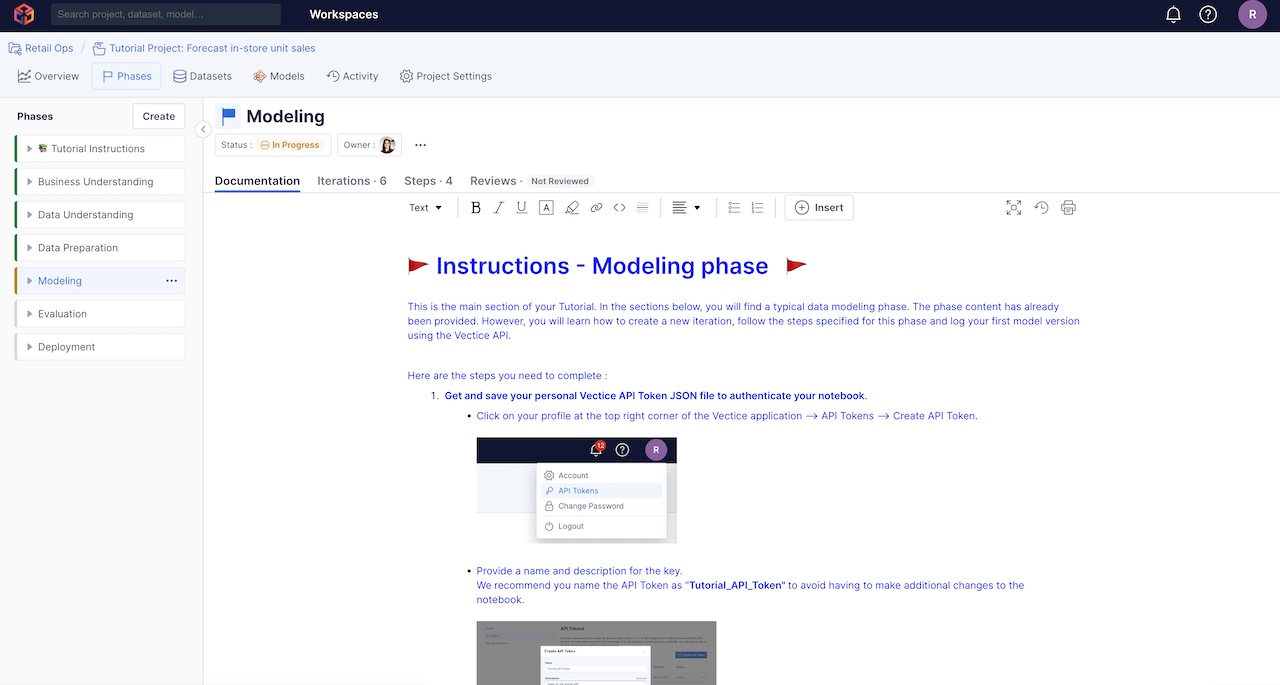 Search project, dataset, model...
Workspaces
R
Retail Ops / Tutorial Project: Forecast in-store unit sales
Overview
Phases
Datasets
Models
Activity
Project Settings
Phases
Create
Tutorial Instructions
Business Understanding
Data Understanding
Data Preparation
Modeling
Evaluation
Deployment
Modeling
Status : In Progress
Owner :
Documentation
Iterations · 6
Steps · 4
Reviews · Not Reviewed
Text
B I U A
Insert
Instructions - Modeling phase
This is the main section of your Tutorial. In the sections below, you will find a typical data modeling phase. The phase content has already
been provided. However, you will learn how to create a new iteration, follow the steps specified for this phase and log your first model version
using the Vectice API.
Here are the steps you need to complete :
1. Get and save your personal Vectice API Token JSON file to authenticate your notebook.
• Click on your profile at the top right corner of the Vectice application → API Tokens → Create API Token.
12
R
Account
API Tokens
Change Password
Logout
• Provide a name and description for the key.
We recommend you name the API Token as "Tutorial_API_Token" to avoid having to make additional changes to the
notebook.
API Tokens
Create API Token
Name
Tutorial_API_Token
Description